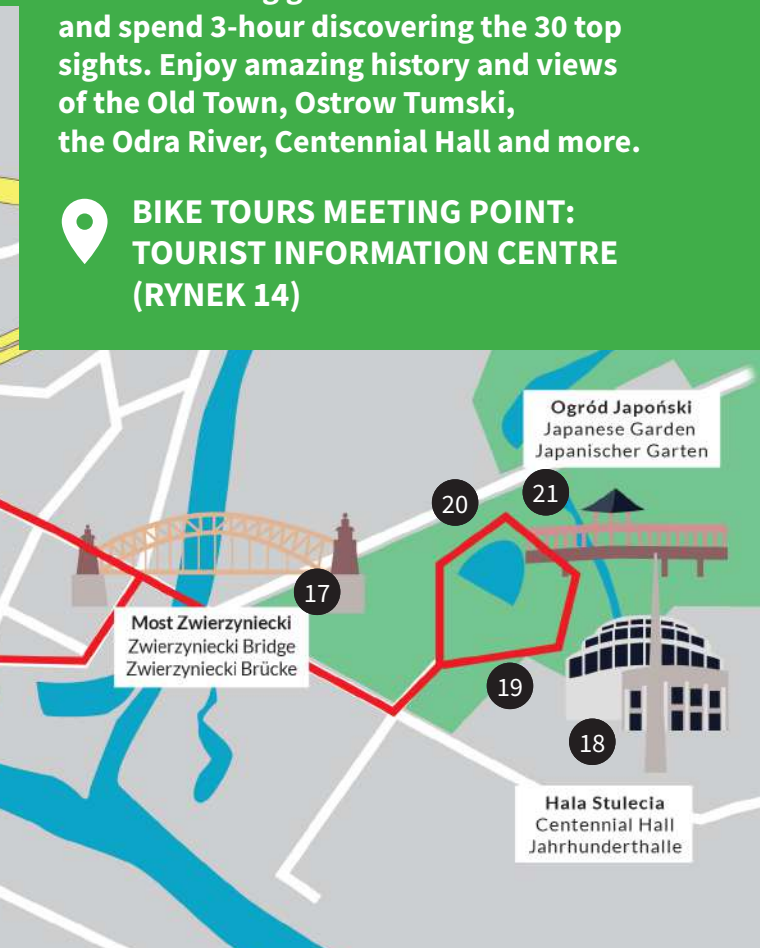 and spend 3-hour discovering the 30 top
sights. Enjoy amazing history and views
of the Old Town, Ostrow Tumski,
the Odra River, Centennial Hall and more.
BIKE TOURS MEETING POINT:
TOURIST INFORMATION CENTRE
(RYNEK 14)
Ogród Japoński
Japanese Garden
Japanischer Garten
20
21
17
Most Zwierzyniecki
Zwierzyniecki Bridge
Zwierzyniecki Brücke
19
18
Hala Stulecia
Centennial Hall
Jahrhunderthalle